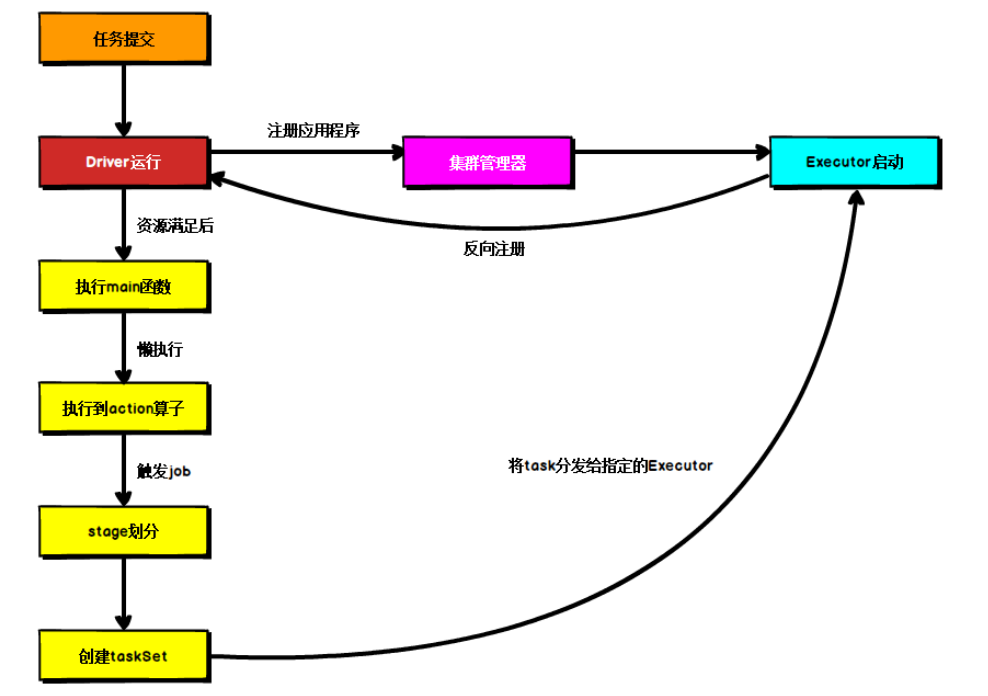 任务提交
注册应用程序
Driver运行
集群管理器
Executor启动
资源满足后
反向注册
执行main函数
懒执行
执行到action算子
触发job
将task分发给指定的Executor
stage划分
创建taskSet